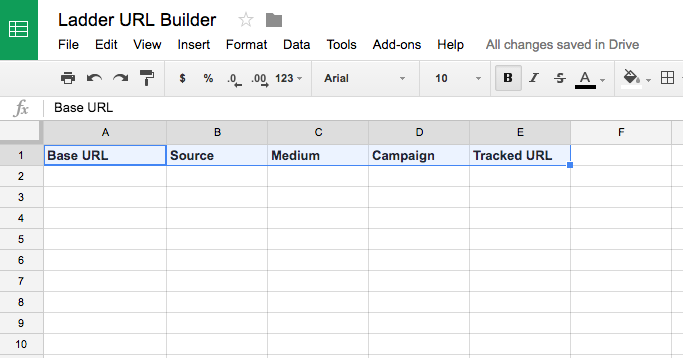 Ladder URL Builder
File Edit View Insert Format Data Tools Add-ons Help All changes saved in Drive
$ % .0 .00 123 Arial 10 B I S A
fx Base URL
A B C D E F
1 Base URL Source Medium Campaign Tracked URL
2
3
4
5
6
7
8
9
10